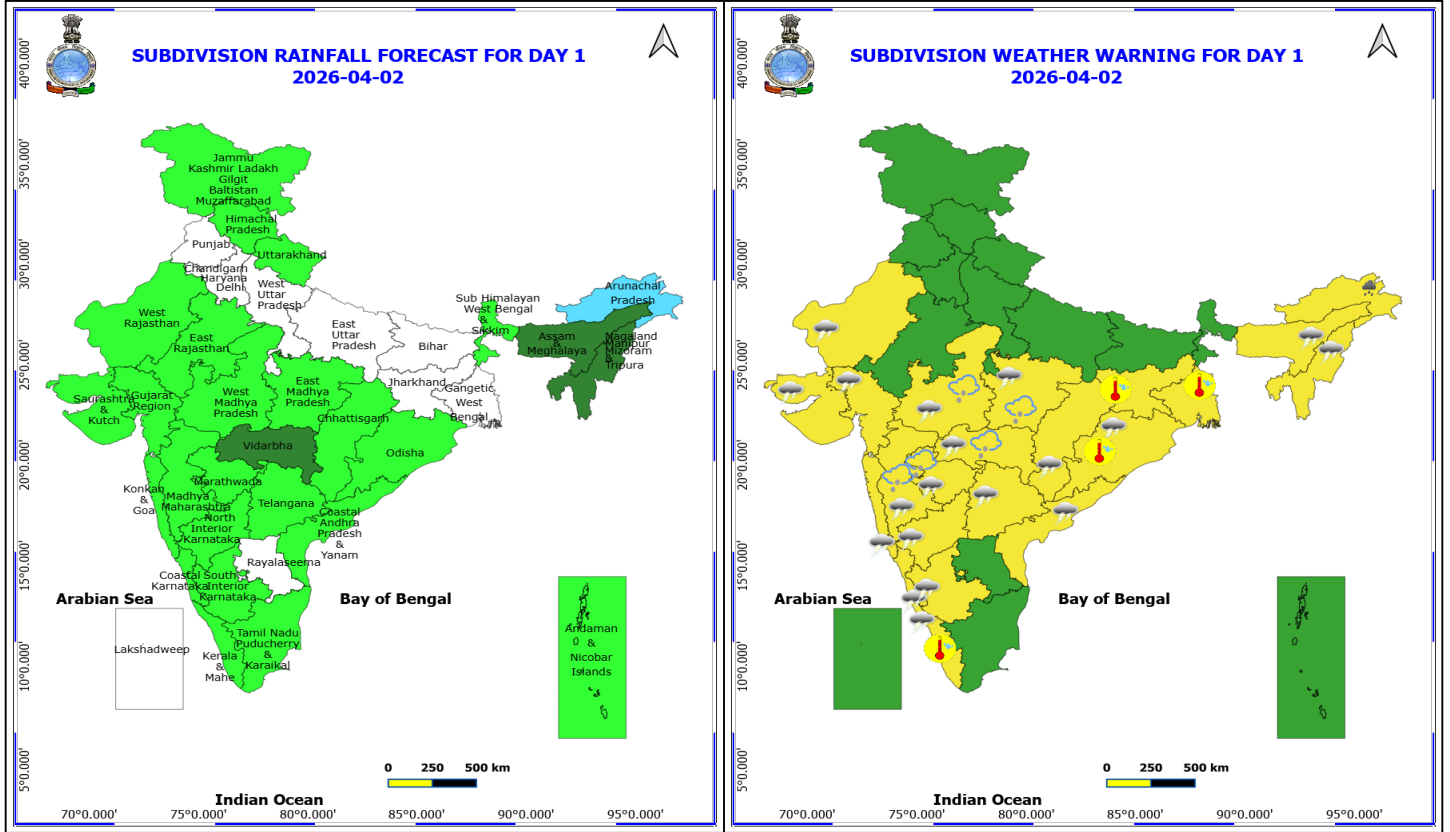 SUBDIVISION RAINFALL FORECAST FOR DAY 1
2026-04-02
40°0.000'
35°0.000'
30°0.000'
25°0.000'
20°0.000'
15°0.000'
10°0.000'
5°0.000'
Jammu
Kashmir Ladakh
Gilgit
Baltistan
Muzaffarabad
Himachal
Pradesh
Punjab
Uttarakhand
Chandigarh
Haryana
Delhi
West
Uttar
Pradesh
West
Rajasthan
East
Rajasthan
East
Uttar
Pradesh
Bihar
Sub Himalayan
West Bengal
&
Sikkim
Arunachal
Pradesh
Assam
&
Meghalaya
Nagaland
Manipur
Mizoram
&
Tripura
Saurashtra
&
Kutch
Gujarat
Region
West
Madhya
Pradesh
East
Madhya
Pradesh
Jharkhand
Gangetic
West
Bengal
Chhattisgarh
Vidarbha
Odisha
Konkan
&
Goa
Marathwada
Madhya
Maharashtra
Telangana
North
Interior
Karnataka
Coastal
Andhra
Pradesh
&
Yanam
Rayalaseema
Coastal
Karnataka
South
Interior
Karnataka
Arabian Sea
Bay of Bengal
Lakshadweep
Tamil Nadu
Puducherry
&
Karaikal
Kerala
&
Mahe
Andaman
&
Nicobar
Islands
0 250 500 km
Indian Ocean
70°0.000' 75°0.000' 80°0.000' 85°0.000' 90°0.000' 95°0.000'
SUBDIVISION WEATHER WARNING FOR DAY 1
2026-04-02
40°0.000'
35°0.000'
30°0.000'
25°0.000'
20°0.000'
15°0.000'
10°0.000'
5°0.000'
Arabian Sea
Bay of Bengal
0 250 500 km
Indian Ocean
70°0.000' 75°0.000' 80°0.000' 85°0.000' 90°0.000' 95°0.000'